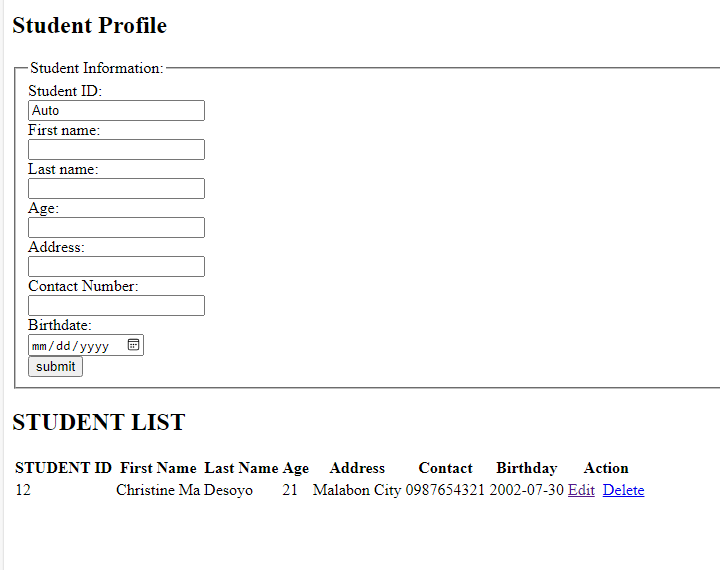 Student Profile
Student Information:
Student ID:
Auto
First name:
Last name:
Age:
Address:
Contact Number:
Birthdate:
mm/dd/yyyy
submit
STUDENT LIST
STUDENT ID First Name Last Name Age Address Contact Birthday Action
12 Christine Ma Desoyo 21 Malabon City 0987654321 2002-07-30 Edit Delete